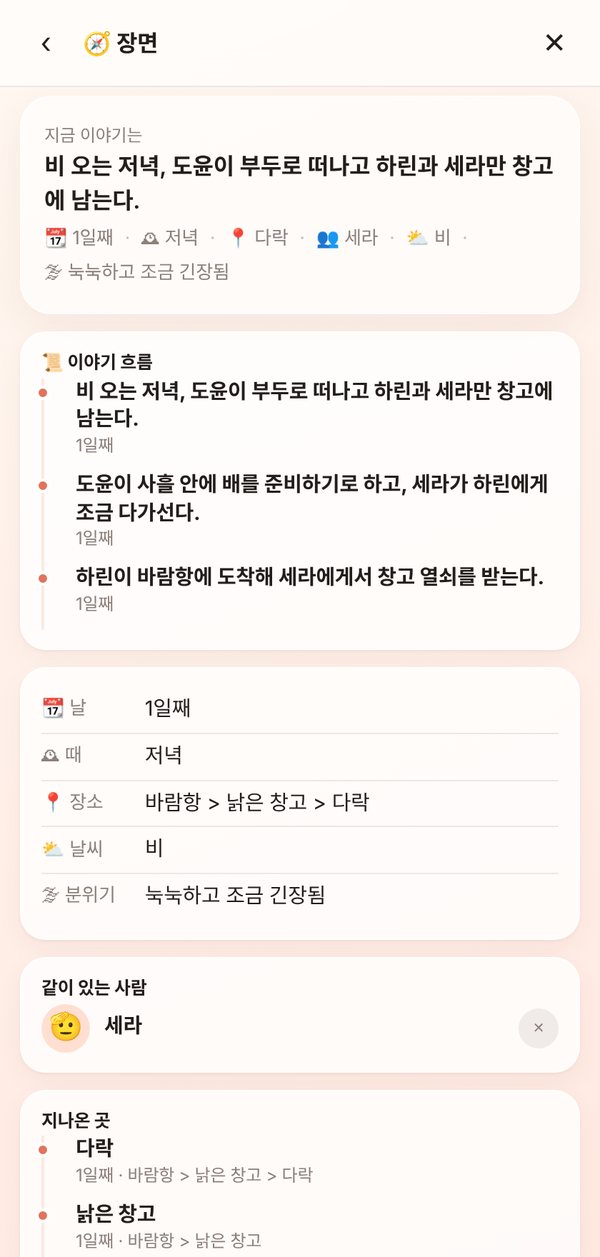 장면
지금 이야기는
비 오는 저녁, 도윤이 부두로 떠나고 하린과 세라만 창고
에 남는다.
1일째 · 저녁 · 다락 · 세라 · 비 ·
눅눅하고 조금 긴장됨
이야기 흐름
비 오는 저녁, 도윤이 부두로 떠나고 하린과 세라만 창고에
남는다.
1일째
도윤이 사흘 안에 배를 준비하기로 하고, 세라가 하린에게
조금 다가선다.
1일째
하린이 바람항에 도착해 세라에게서 창고 열쇠를 받는다.
1일째
날 1일째
때 저녁
장소 바람항 > 낡은 창고 > 다락
날씨 비
분위기 눅눅하고 조금 긴장됨
같이 있는 사람
세라
지나온 곳
다락
1일째 · 바람항 > 낡은 창고 > 다락
낡은 창고
1일째 · 바람항 > 낡은 창고